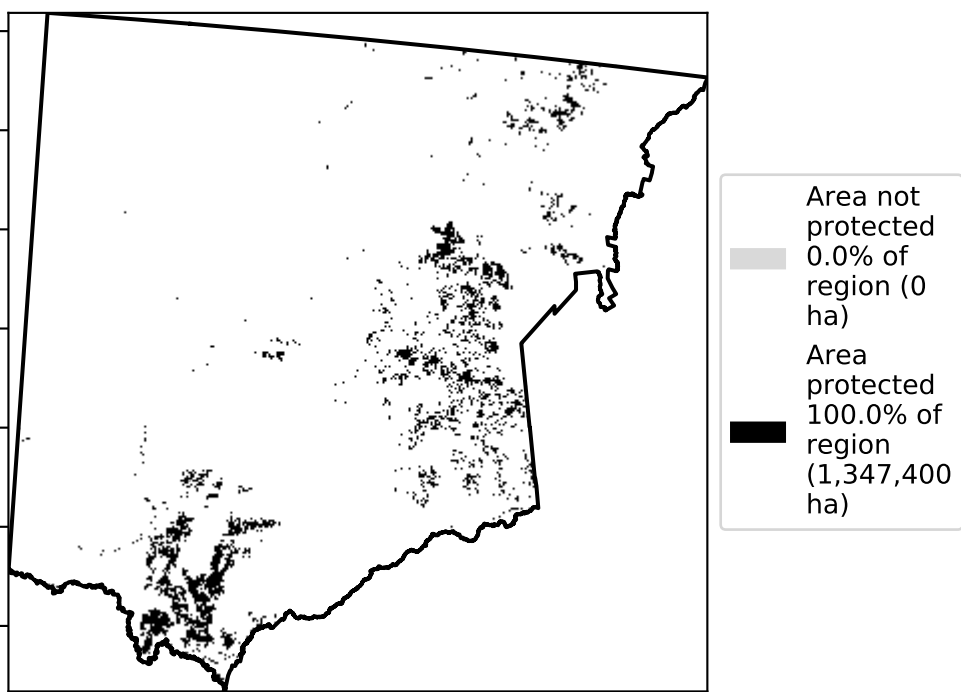 Area not
protected
0.0% of
region (0
ha)
Area
protected
100.0% of
region
(1,347,400
ha)